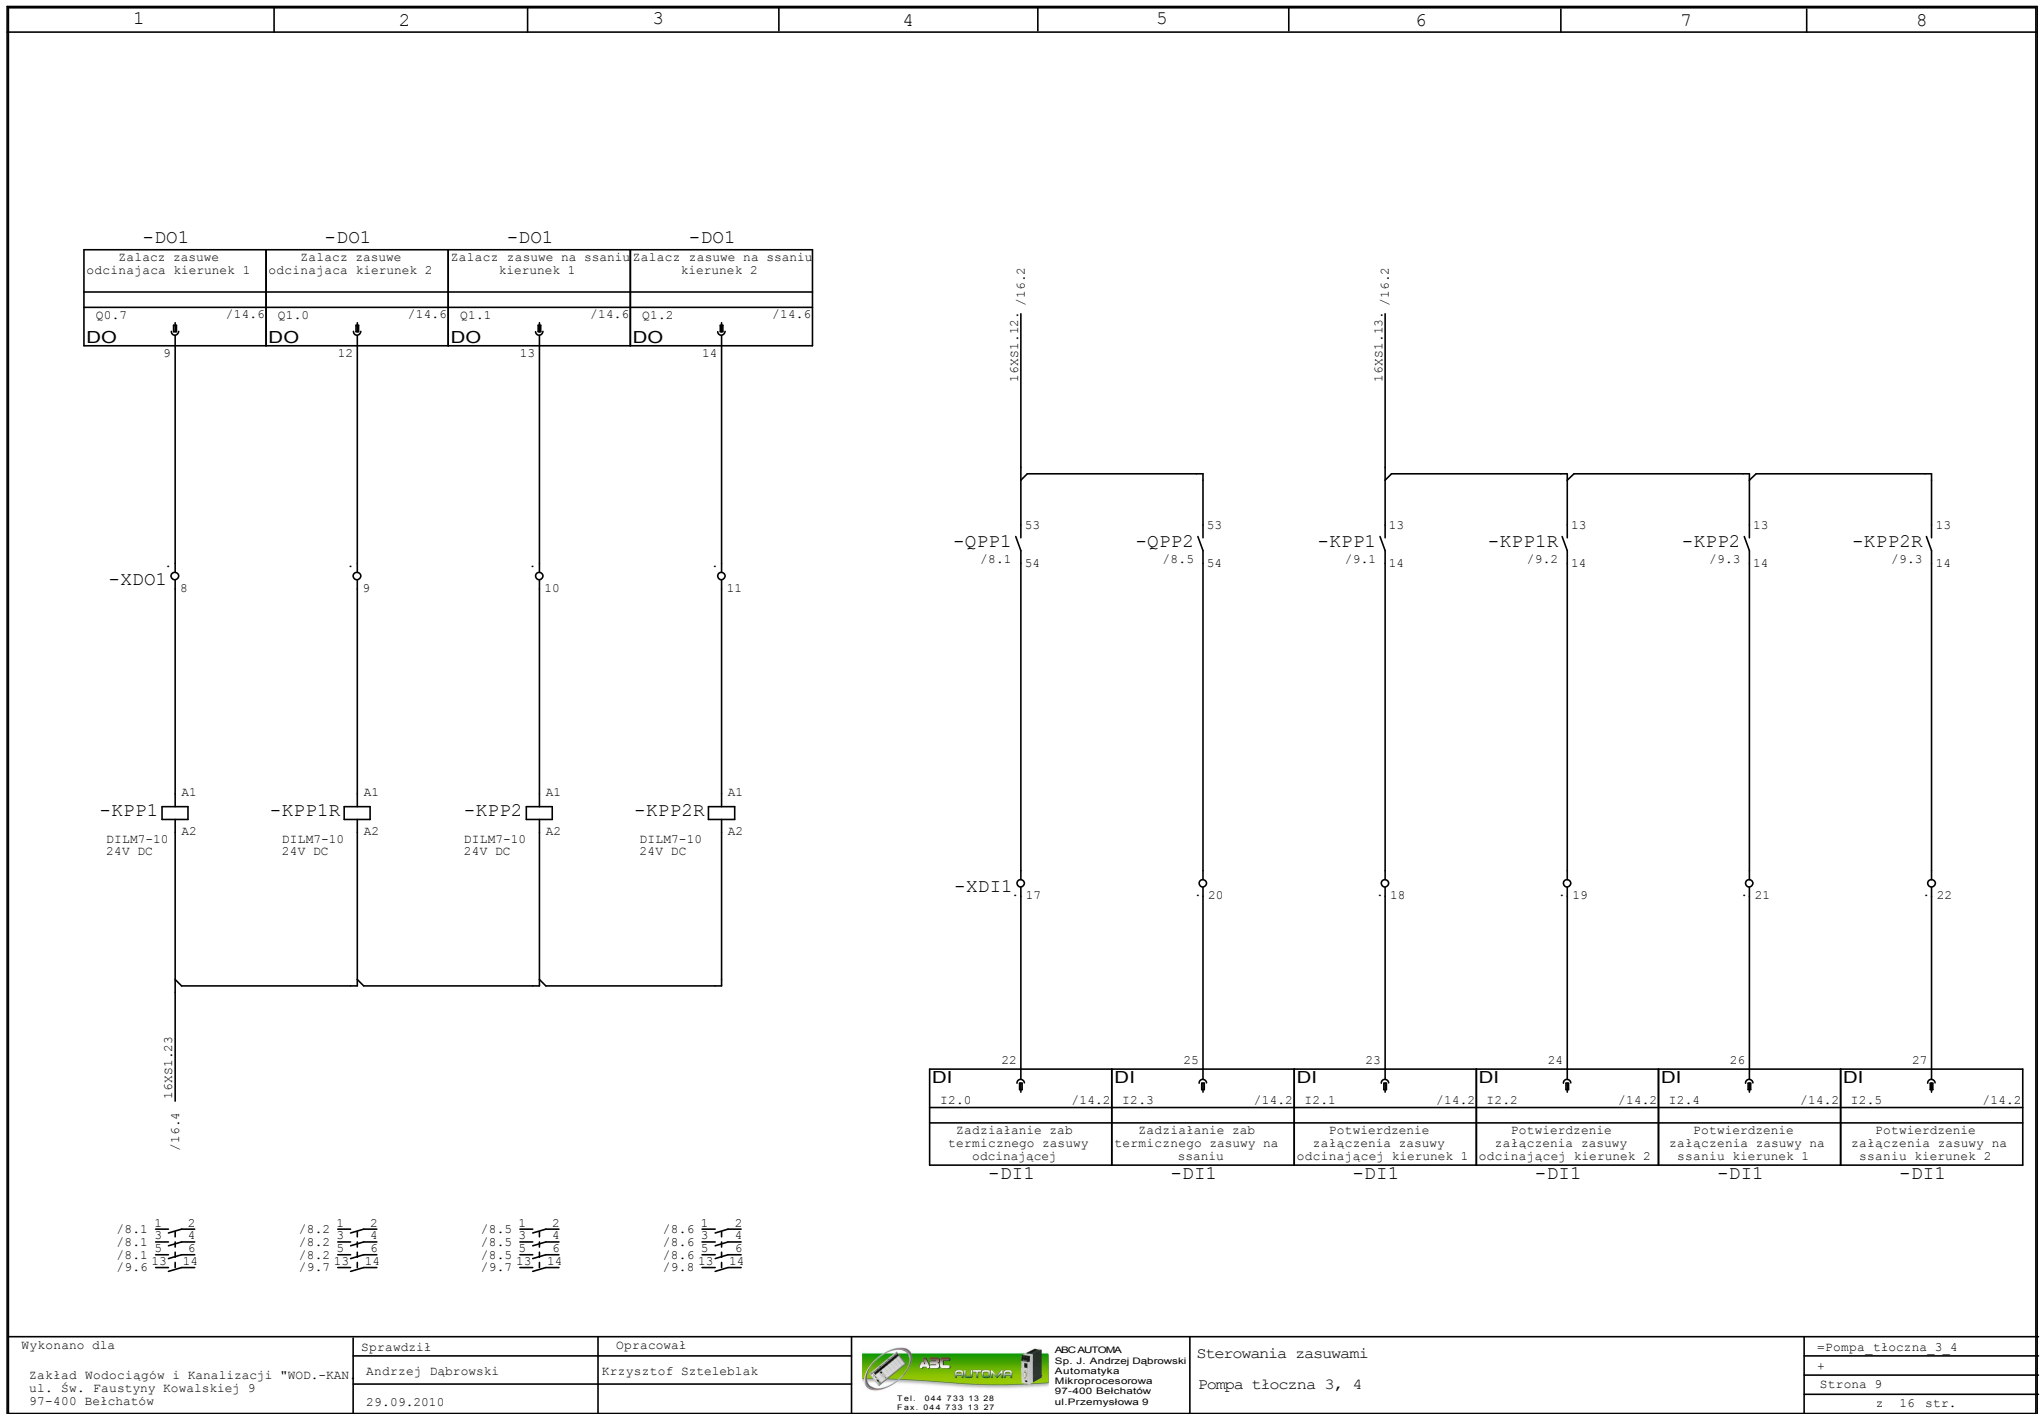 1 2 3 4 5 6 7 8
-DO1 -DO1 -DO1 -DO1
Zalacz zasuwe
odcinajaca kierunek 1
Zalacz zasuwe
odcinajaca kierunek 2
Zalacz zasuwe na ssaniu
kierunek 1
Zalacz zasuwe na ssaniu
kierunek 2
Q0.7 /14.6 Q1.0 /14.6 Q1.1 /14.6 Q1.2 /14.6
DO DO DO DO
9 12 13 14
/16.2 /16.2
16XS1.12. 16XS1.13.
53 53 13 13 13 13
-QPP1 -QPP2 -KPP1 -KPP1R -KPP2 -KPP2R
/8.1 /8.5 /9.1 /9.2 /9.3 /9.3
54 54 14 14 14 14
-XDO1
8 9 10 11
A1 A1 A1 A1
-KPP1 -KPP1R -KPP2 -KPP2R
A2 A2 A2 A2
DILM7-10 DILM7-10 DILM7-10 DILM7-10
24V DC 24V DC 24V DC 24V DC
-XDI1
17 20 18 19 21 22
16XS1.23
/16.4
22 25 23 24 26 27
DI DI DI DI DI DI
I2.0 /14.2 I2.3 /14.2 I2.1 /14.2 I2.2 /14.2 I2.4 /14.2 I2.5 /14.2
Zadziałanie zab
termicznego zasuwy
odcinającej
Zadziałanie zab
termicznego zasuwy na
ssaniu
Potwierdzenie
załączenia zasuwy
odcinającej kierunek 1
Potwierdzenie
załączenia zasuwy
odcinającej kierunek 2
Potwierdzenie
załączenia zasuwy na
ssaniu kierunek 1
Potwierdzenie
załączenia zasuwy na
ssaniu kierunek 2
-DI1 -DI1 -DI1 -DI1 -DI1 -DI1
/8.1 1 2 /8.2 1 2 /8.5 1 2 /8.6 1 2
/8.1 3 4 /8.2 3 4 /8.5 3 4 /8.6 3 4
/8.1 5 6 /8.2 5 6 /8.5 5 6 /8.6 5 6
/9.6 13 14 /9.7 13 14 /9.7 13 14 /9.8 13 14
Wykonano dla
Zakład Wodociągów i Kanalizacji "WOD.-KAN.
ul. Św. Faustyny Kowalskiej 9
97-400 Bełchatów
Sprawdził
Andrzej Dąbrowski
29.09.2010
Opracował
Krzysztof Szteleblak
ABC AUTOMA
Tel. 044 733 13 28
Fax. 044 733 13 27
ABC AUTOMA
Sp. J. Andrzej Dąbrowski
Automatyka
Mikroprocesorowa
97-400 Bełchatów
ul.Przemysłowa 9
Sterowania zasuwami
Pompa tłoczna 3, 4
=Pompa_tłoczna_3_4
+
Strona 9
z 16 str.